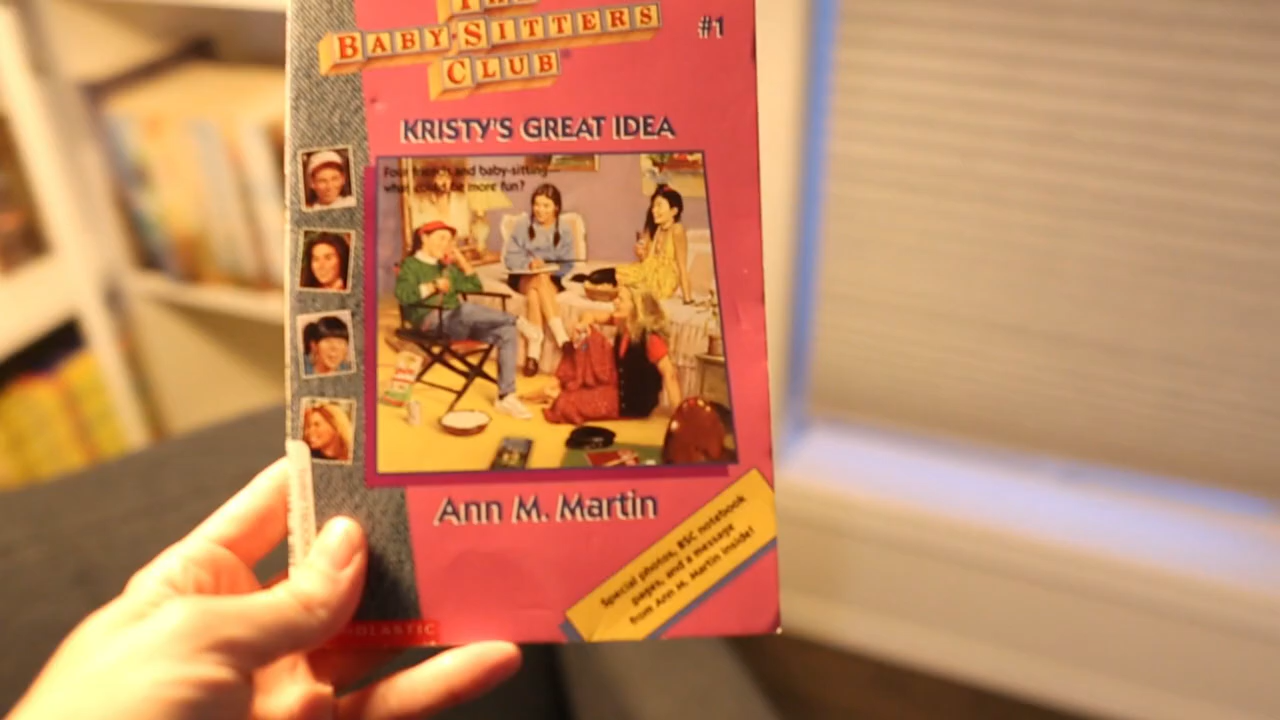 THE
BABY-SITTERS
CLUB
#1
KRISTY'S GREAT IDEA
Four friends and baby-sitting—
what could be more fun?
Ann M. Martin
Special photos, BSC notebook
pages, and a message
from Ann M. Martin inside!
SCHOLASTIC